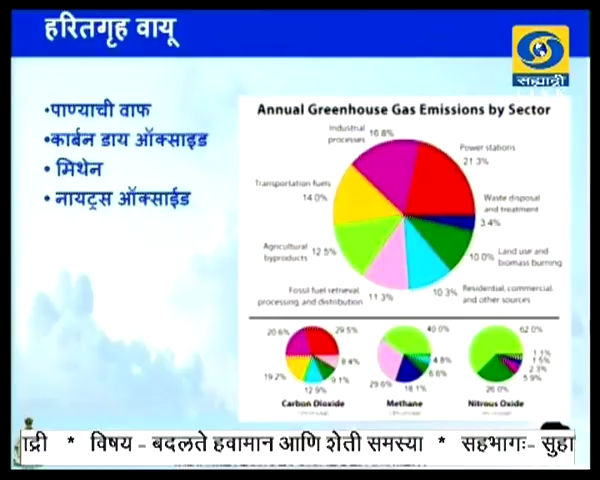 हरितगृह वायू
सह्याद्री
•पाण्याची वाफ
•कार्बन डाय ऑक्साइड
• मिथेन
• नायट्रस ऑक्साईड
Annual Greenhouse Gas Emissions by Sector
Industrial
processes 16.8%
Power stations
21.3%
Transportation fuels
14.0%
Waste disposal
and treatment
3.4%
Agricultural
byproducts 12.5%
10.0% Land use and
biomass burning
Fossil fuel retrieval,
processing, and distribution 11.3%
10.3% Residential, commercial,
and other sources
20.6% 29.5%
19.2% 8.4%
12.9% 9.1%
Carbon Dioxide
40.0%
4.8%
6.6%
29.6% 18.1%
Methane
62.0%
1.1%
1.5%
2.3%
5.9%
26.0%
Nitrous Oxide
ाद्री * विषय - बदलते हवामान आणि शेती समस्या * सहभागः- सुहा